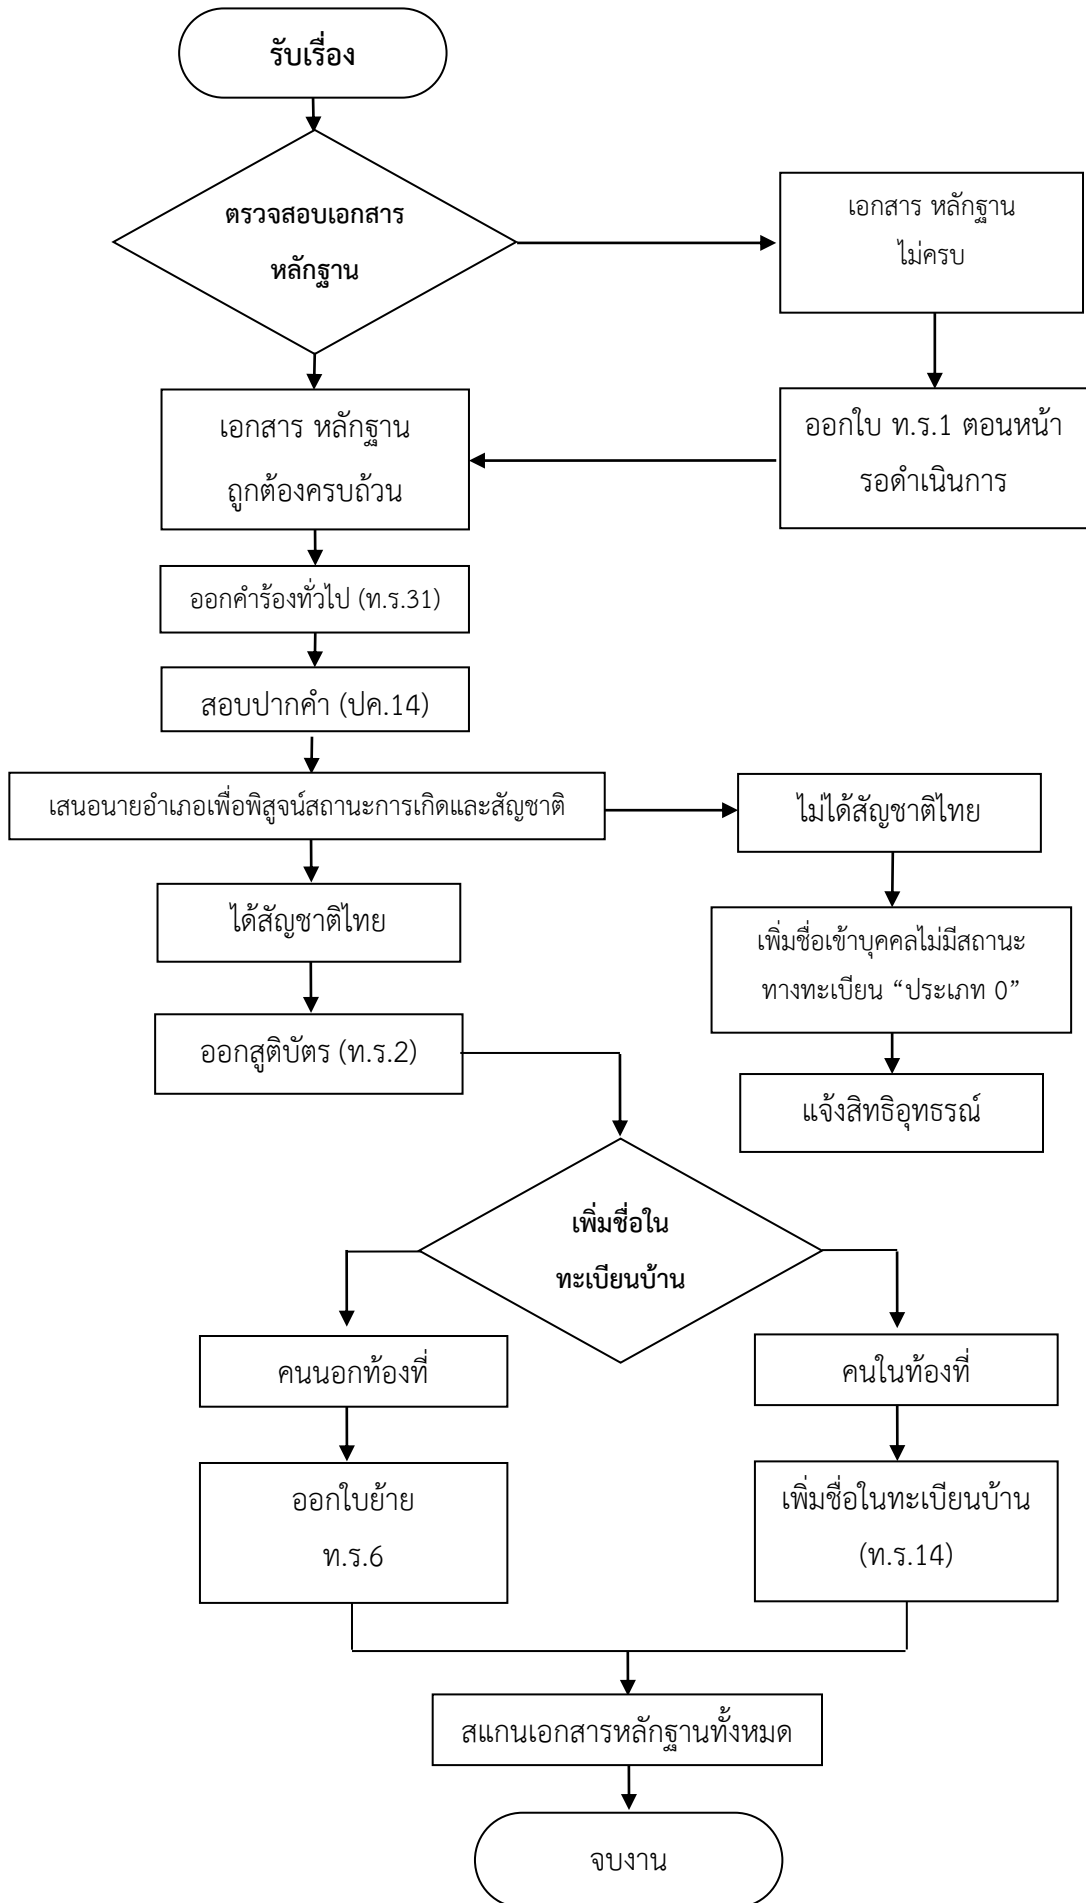 รับเรื่อง
ตรวจสอบเอกสาร
หลักฐาน
เอกสาร หลักฐาน
ไม่ครบ
ออกใบ ท.ร.1 ตอนหน้า
รอดำเนินการ
เอกสาร หลักฐาน
ถูกต้องครบถ้วน
ออกคำร้องทั่วไป (ท.ร.31)
สอบปากคำ (ปค.14)
เสนอนายอำเภอเพื่อพิสูจน์สถานะการเกิดและสัญชาติ
ไม่ได้สัญชาติไทย
เพิ่มชื่อเข้าบุคคลไม่มีสถานะ
ทางทะเบียน “ประเภท 0”
แจ้งสิทธิอุทธรณ์
ได้สัญชาติไทย
ออกสูติบัตร (ท.ร.2)
เพิ่มชื่อใน
ทะเบียนบ้าน
คนนอกท้องที่
ออกใบย้าย
ท.ร.6
คนในท้องที่
เพิ่มชื่อในทะเบียนบ้าน
(ท.ร.14)
สแกนเอกสารหลักฐานทั้งหมด
จบงาน